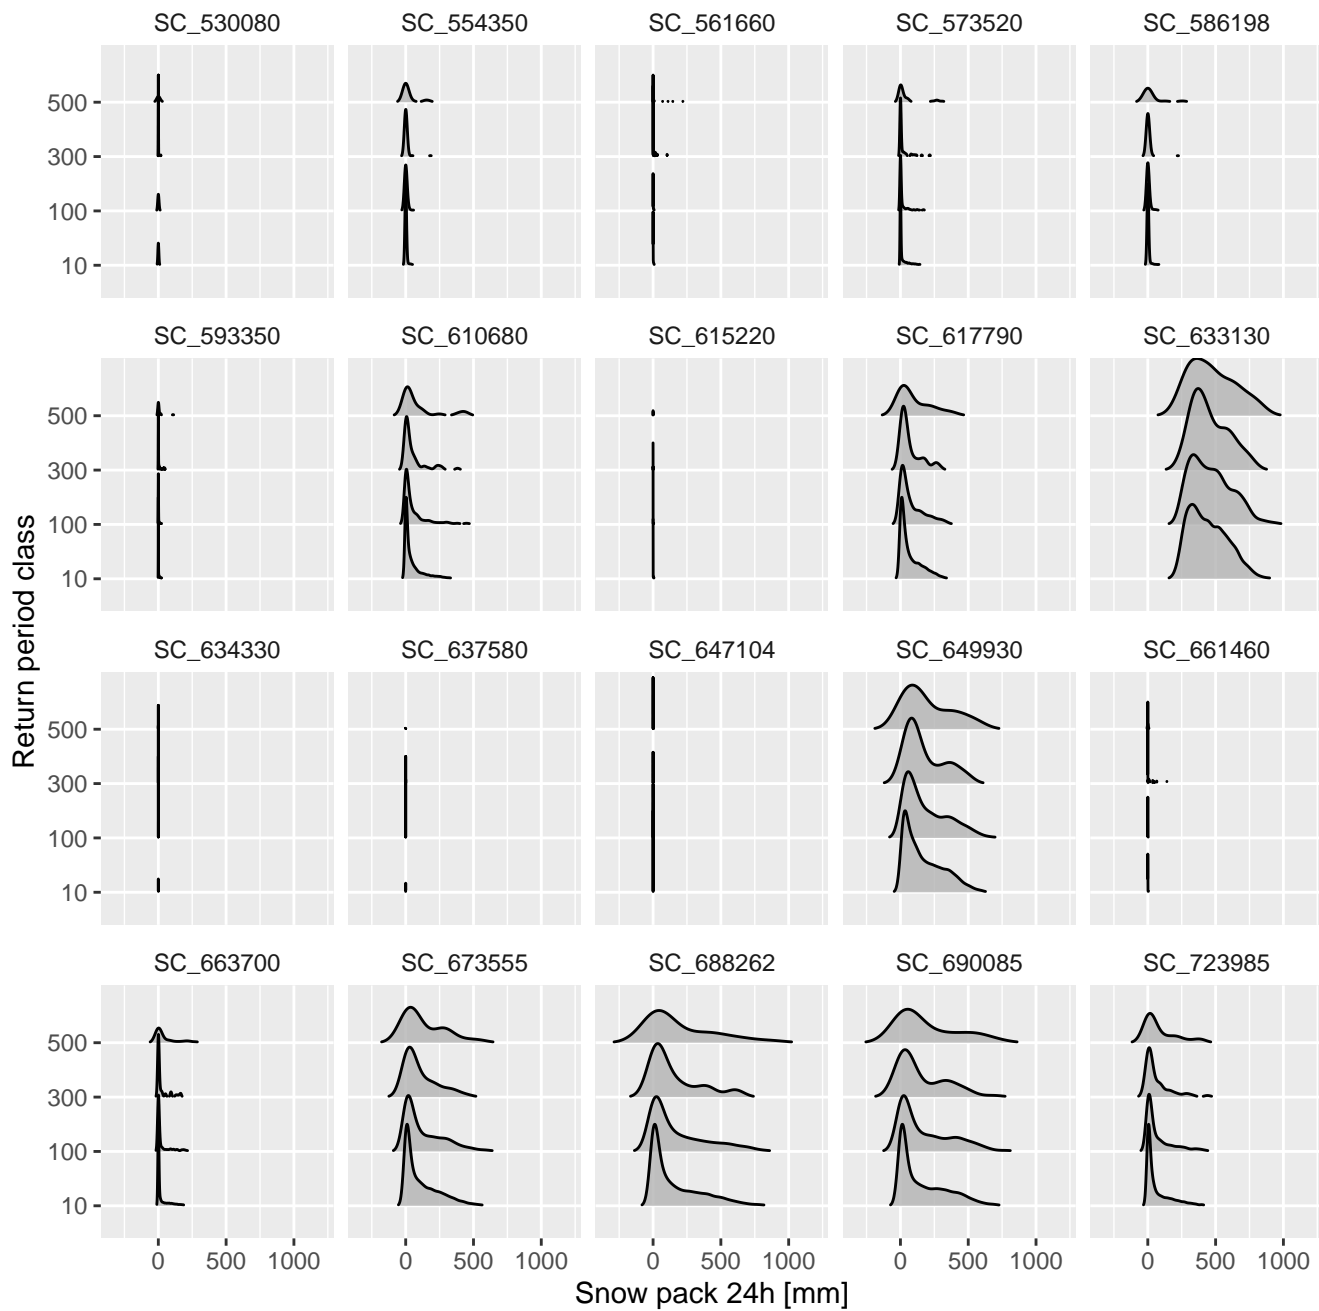 SC_530080 SC_554350 SC_561660 SC_573520 SC_586198
500
300
100
10
SC_593350 SC_610680 SC_615220 SC_617790 SC_633130
500
300
100
10
SC_634330 SC_637580 SC_647104 SC_649930 SC_661460
500
300
100
10
SC_663700 SC_673555 SC_688262 SC_690085 SC_723985
500
300
100
10
0 500 1000 0 500 1000 0 500 1000 0 500 1000 0 500 1000
Snow pack 24h [mm]
Return period class